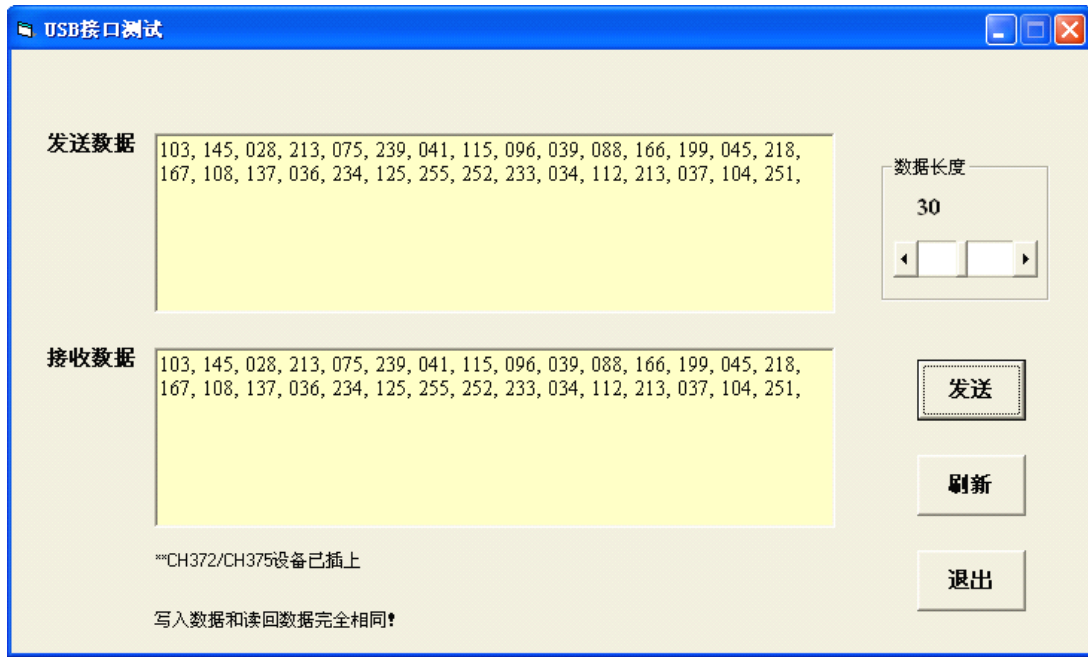 USB接口测试
发送数据
103, 145, 028, 213, 075, 239, 041, 115, 096, 039, 088, 166, 199, 045, 218,
167, 108, 137, 036, 234, 125, 255, 252, 233, 034, 112, 213, 037, 104, 251,
数据长度
30
接收数据
103, 145, 028, 213, 075, 239, 041, 115, 096, 039, 088, 166, 199, 045, 218,
167, 108, 137, 036, 234, 125, 255, 252, 233, 034, 112, 213, 037, 104, 251,
发送
刷新
退出
**CH372/CH375设备已插上
写入数据和读回数据完全相同!